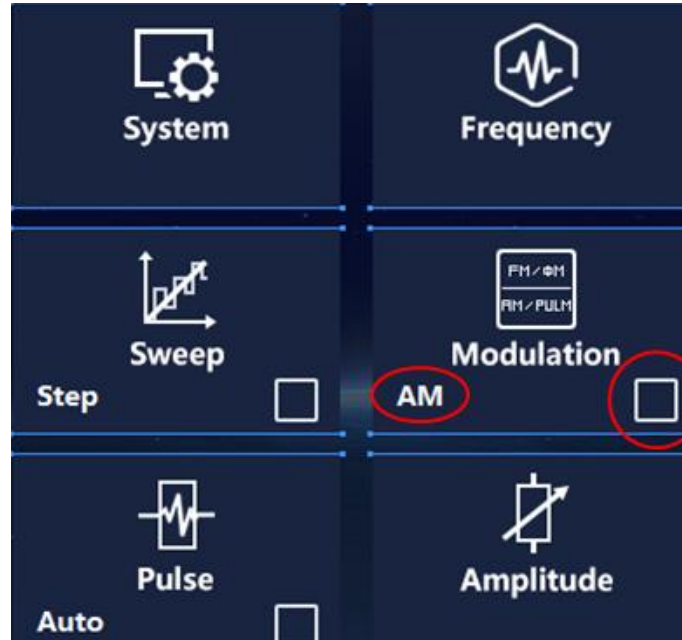 System
Frequency
FM/ΦM
AM/PULM
Sweep
Modulation
Step
AM
Pulse
Amplitude
Auto